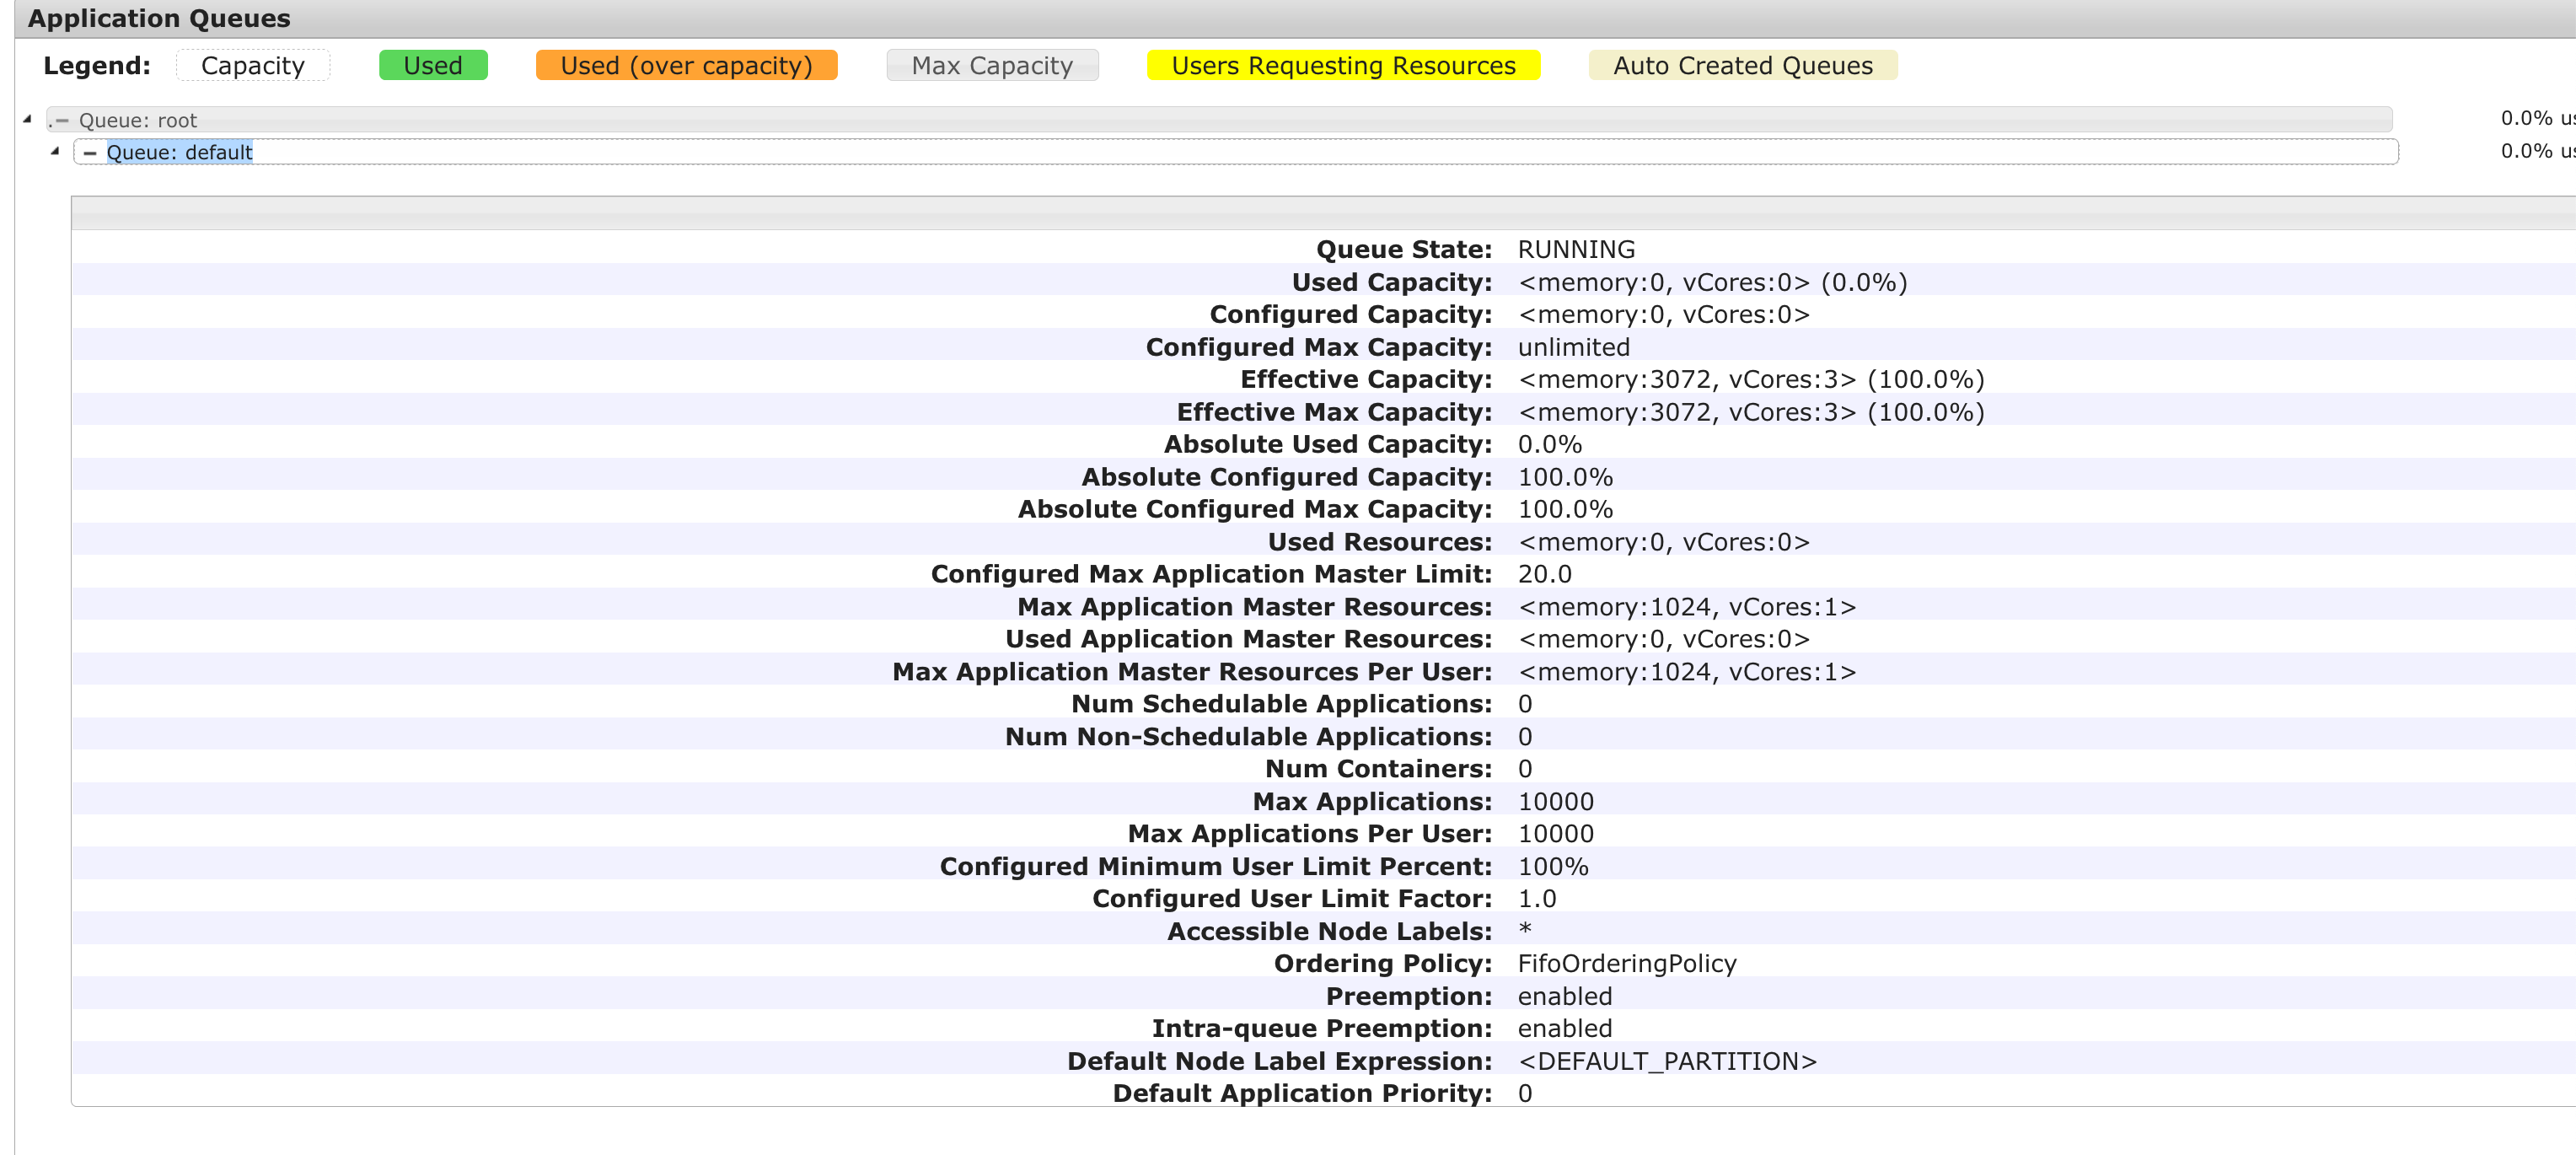 Application Queues
Legend: Capacity Used Used (over capacity) Max Capacity Users Requesting Resources Auto Created Queues
Queue: root 0.0% us
Queue: default 0.0% us
Queue State: RUNNING
Used Capacity: <memory:0, vCores:0> (0.0%)
Configured Capacity: <memory:0, vCores:0>
Configured Max Capacity: unlimited
Effective Capacity: <memory:3072, vCores:3> (100.0%)
Effective Max Capacity: <memory:3072, vCores:3> (100.0%)
Absolute Used Capacity: 0.0%
Absolute Configured Capacity: 100.0%
Absolute Configured Max Capacity: 100.0%
Used Resources: <memory:0, vCores:0>
Configured Max Application Master Limit: 20.0
Max Application Master Resources: <memory:1024, vCores:1>
Used Application Master Resources: <memory:0, vCores:0>
Max Application Master Resources Per User: <memory:1024, vCores:1>
Num Schedulable Applications: 0
Num Non-Schedulable Applications: 0
Num Containers: 0
Max Applications: 10000
Max Applications Per User: 10000
Configured Minimum User Limit Percent: 100%
Configured User Limit Factor: 1.0
Accessible Node Labels: *
Ordering Policy: FifoOrderingPolicy
Preemption: enabled
Intra-queue Preemption: enabled
Default Node Label Expression: <DEFAULT_PARTITION>
Default Application Priority: 0